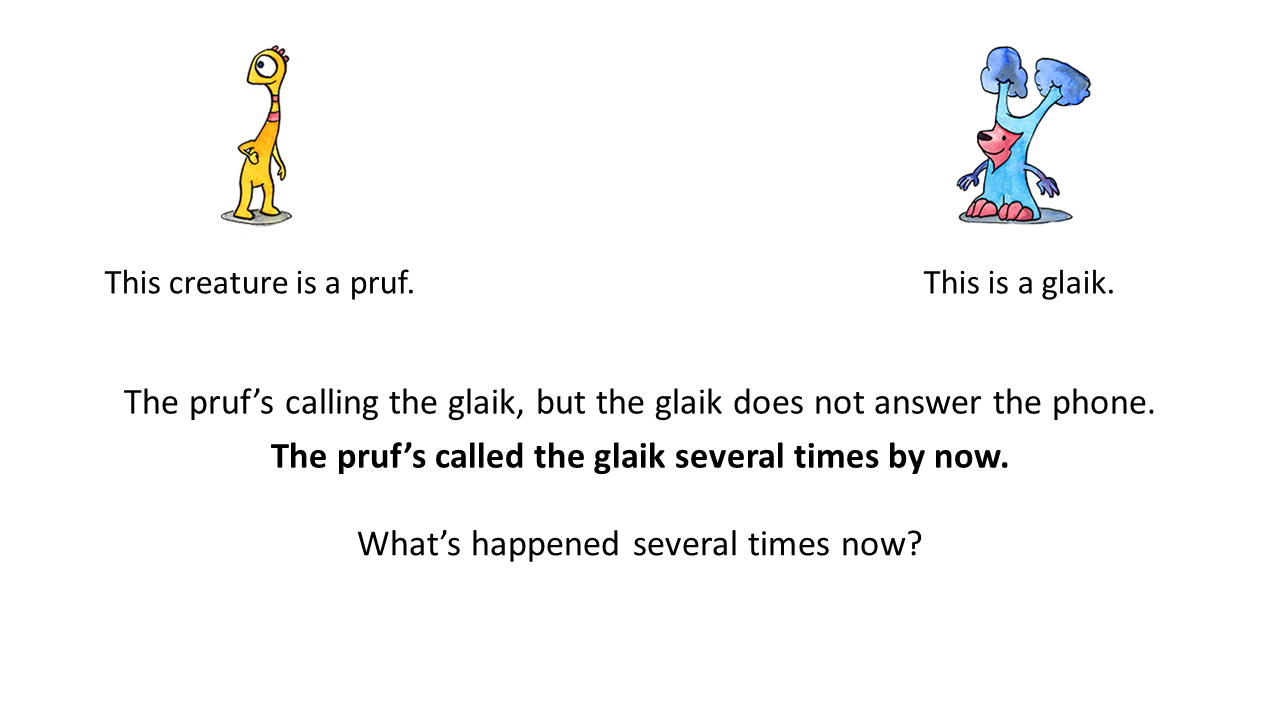 This creature is a pruf.
This is a glaik.
The pruf’s calling the glaik, but the glaik does not answer the phone.
The pruf’s called the glaik several times by now.
What’s happened several times now?